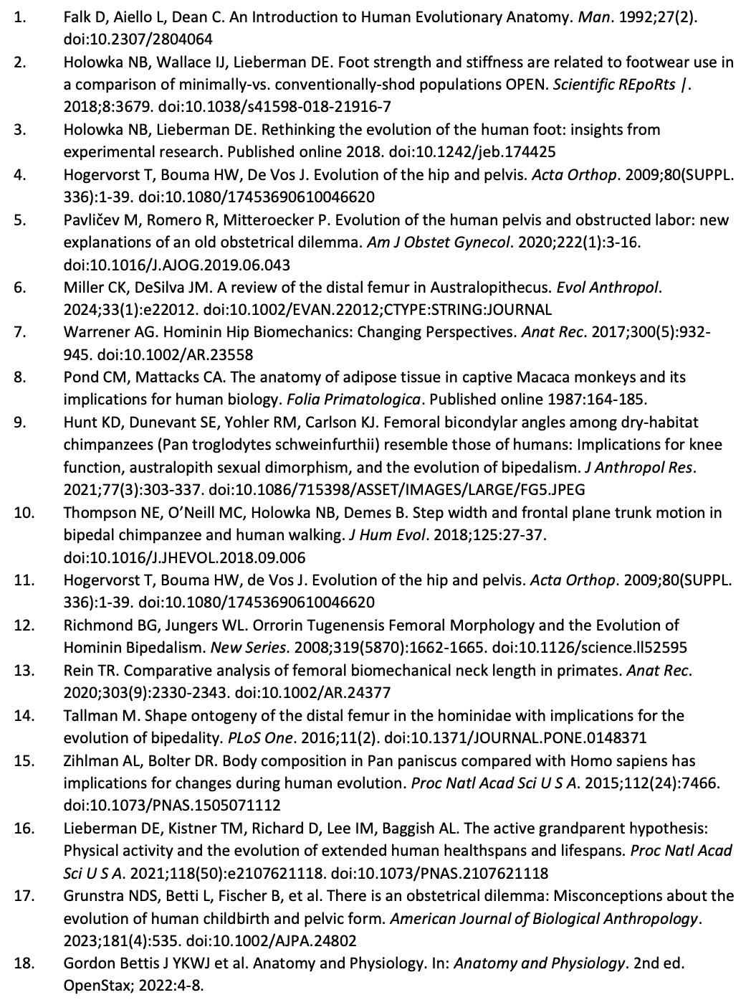 1. Falk D, Aiello L, Dean C. An Introduction to Human Evolutionary Anatomy. Man. 1992;27(2).
doi:10.2307/2804064
2. Holowka NB, Wallace IJ, Lieberman DE. Foot strength and stiffness are related to footwear use in
a comparison of minimally-vs. conventionally-shod populations OPEN. Scientific REpoRts |.
2018;8:3679. doi:10.1038/s41598-018-21916-7
3. Holowka NB, Lieberman DE. Rethinking the evolution of the human foot: insights from
experimental research. Published online 2018. doi:10.1242/jeb.174425
4. Hogervorst T, Bouma HW, De Vos J. Evolution of the hip and pelvis. Acta Orthop. 2009;80(SUPPL.
336):1-39. doi:10.1080/17453690610046620
5. Pavličev M, Romero R, Mitteroecker P. Evolution of the human pelvis and obstructed labor: new
explanations of an old obstetrical dilemma. Am J Obstet Gynecol. 2020;222(1):3-16.
doi:10.1016/J.AJOG.2019.06.043
6. Miller CK, DeSilva JM. A review of the distal femur in Australopithecus. Evol Anthropol.
2024;33(1):e22012. doi:10.1002/EVAN.22012;CTYPE:STRING:JOURNAL
7. Warrener AG. Hominin Hip Biomechanics: Changing Perspectives. Anat Rec. 2017;300(5):932-
945. doi:10.1002/AR.23558
8. Pond CM, Mattacks CA. The anatomy of adipose tissue in captive Macaca monkeys and its
implications for human biology. Folia Primatologica. Published online 1987:164-185.
9. Hunt KD, Dunevant SE, Yohler RM, Carlson KJ. Femoral bicondylar angles among dry-habitat
chimpanzees (Pan troglodytes schweinfurthii) resemble those of humans: Implications for knee
function, australopith sexual dimorphism, and the evolution of bipedalism. J Anthropol Res.
2021;77(3):303-337. doi:10.1086/715398/ASSET/IMAGES/LARGE/FG5.JPEG
10. Thompson NE, O’Neill MC, Holowka NB, Demes B. Step width and frontal plane trunk motion in
bipedal chimpanzee and human walking. J Hum Evol. 2018;125:27-37.
doi:10.1016/J.JHEVOL.2018.09.006
11. Hogervorst T, Bouma HW, de Vos J. Evolution of the hip and pelvis. Acta Orthop. 2009;80(SUPPL.
336):1-39. doi:10.1080/17453690610046620
12. Richmond BG, Jungers WL. Orrorin Tugenensis Femoral Morphology and the Evolution of
Hominin Bipedalism. New Series. 2008;319(5870):1662-1665. doi:10.1126/science.ll52595
13. Rein TR. Comparative analysis of femoral biomechanical neck length in primates. Anat Rec.
2020;303(9):2330-2343. doi:10.1002/AR.24377
14. Tallman M. Shape ontogeny of the distal femur in the hominidae with implications for the
evolution of bipedality. PLoS One. 2016;11(2). doi:10.1371/JOURNAL.PONE.0148371
15. Zihlman AL, Bolter DR. Body composition in Pan paniscus compared with Homo sapiens has
implications for changes during human evolution. Proc Natl Acad Sci U S A. 2015;112(24):7466.
doi:10.1073/PNAS.1505071112
16. Lieberman DE, Kistner TM, Richard D, Lee IM, Baggish AL. The active grandparent hypothesis:
Physical activity and the evolution of extended human healthspans and lifespans. Proc Natl Acad
Sci U S A. 2021;118(50):e2107621118. doi:10.1073/PNAS.2107621118
17. Grunstra NDS, Betti L, Fischer B, et al. There is an obstetrical dilemma: Misconceptions about the
evolution of human childbirth and pelvic form. American Journal of Biological Anthropology.
2023;181(4):535. doi:10.1002/AJPA.24802
18. Gordon Bettis J YKWJ et al. Anatomy and Physiology. In: Anatomy and Physiology. 2nd ed.
OpenStax; 2022:4-8.